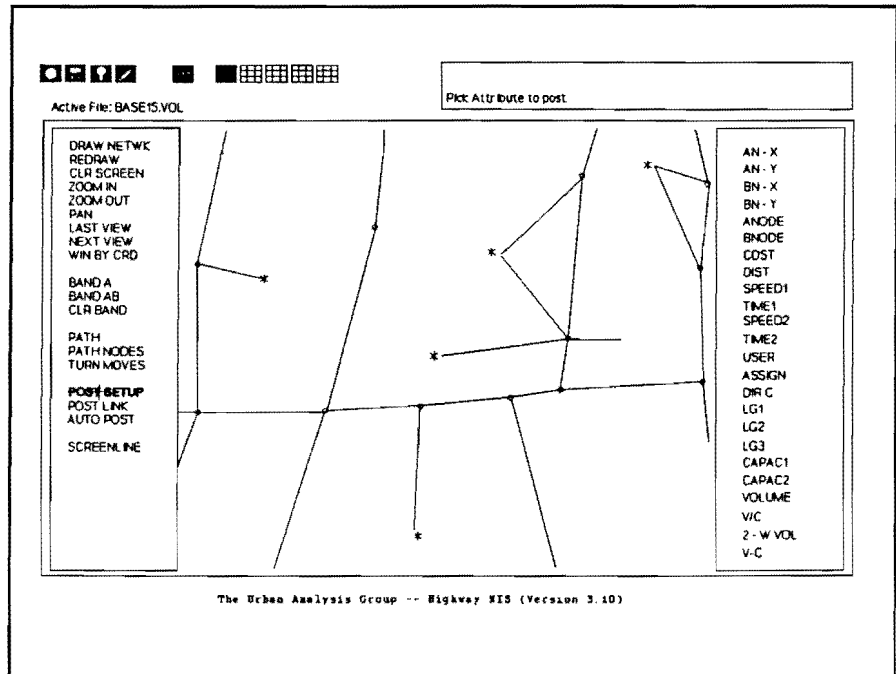 Active File: BASE15.VOL
Pick Attribute to post
DRAW NETWK
REDRAW
CLR SCREEN
ZOOM IN
ZOOM OUT
PAN
LAST VIEW
NEXT VIEW
WIN BY CRD
BAND A
BAND AB
CLR BAND
PATH
PATH NODES
TURN MOVES
POST SETUP
POST LINK
AUTO POST
SCREENLINE
AN - X
AN - Y
BN - X
BN - Y
ANODE
BNODE
COST
DIST
SPEED1
TIME1
SPEED2
TIME2
USER
ASSIGN
DIR C
LG1
LG2
LG3
CAPAC1
CAPAC2
VOLUME
V/C
2 - W VOL
V-C
The Urban Analysis Group -- Highway NIS (Version 3.10)